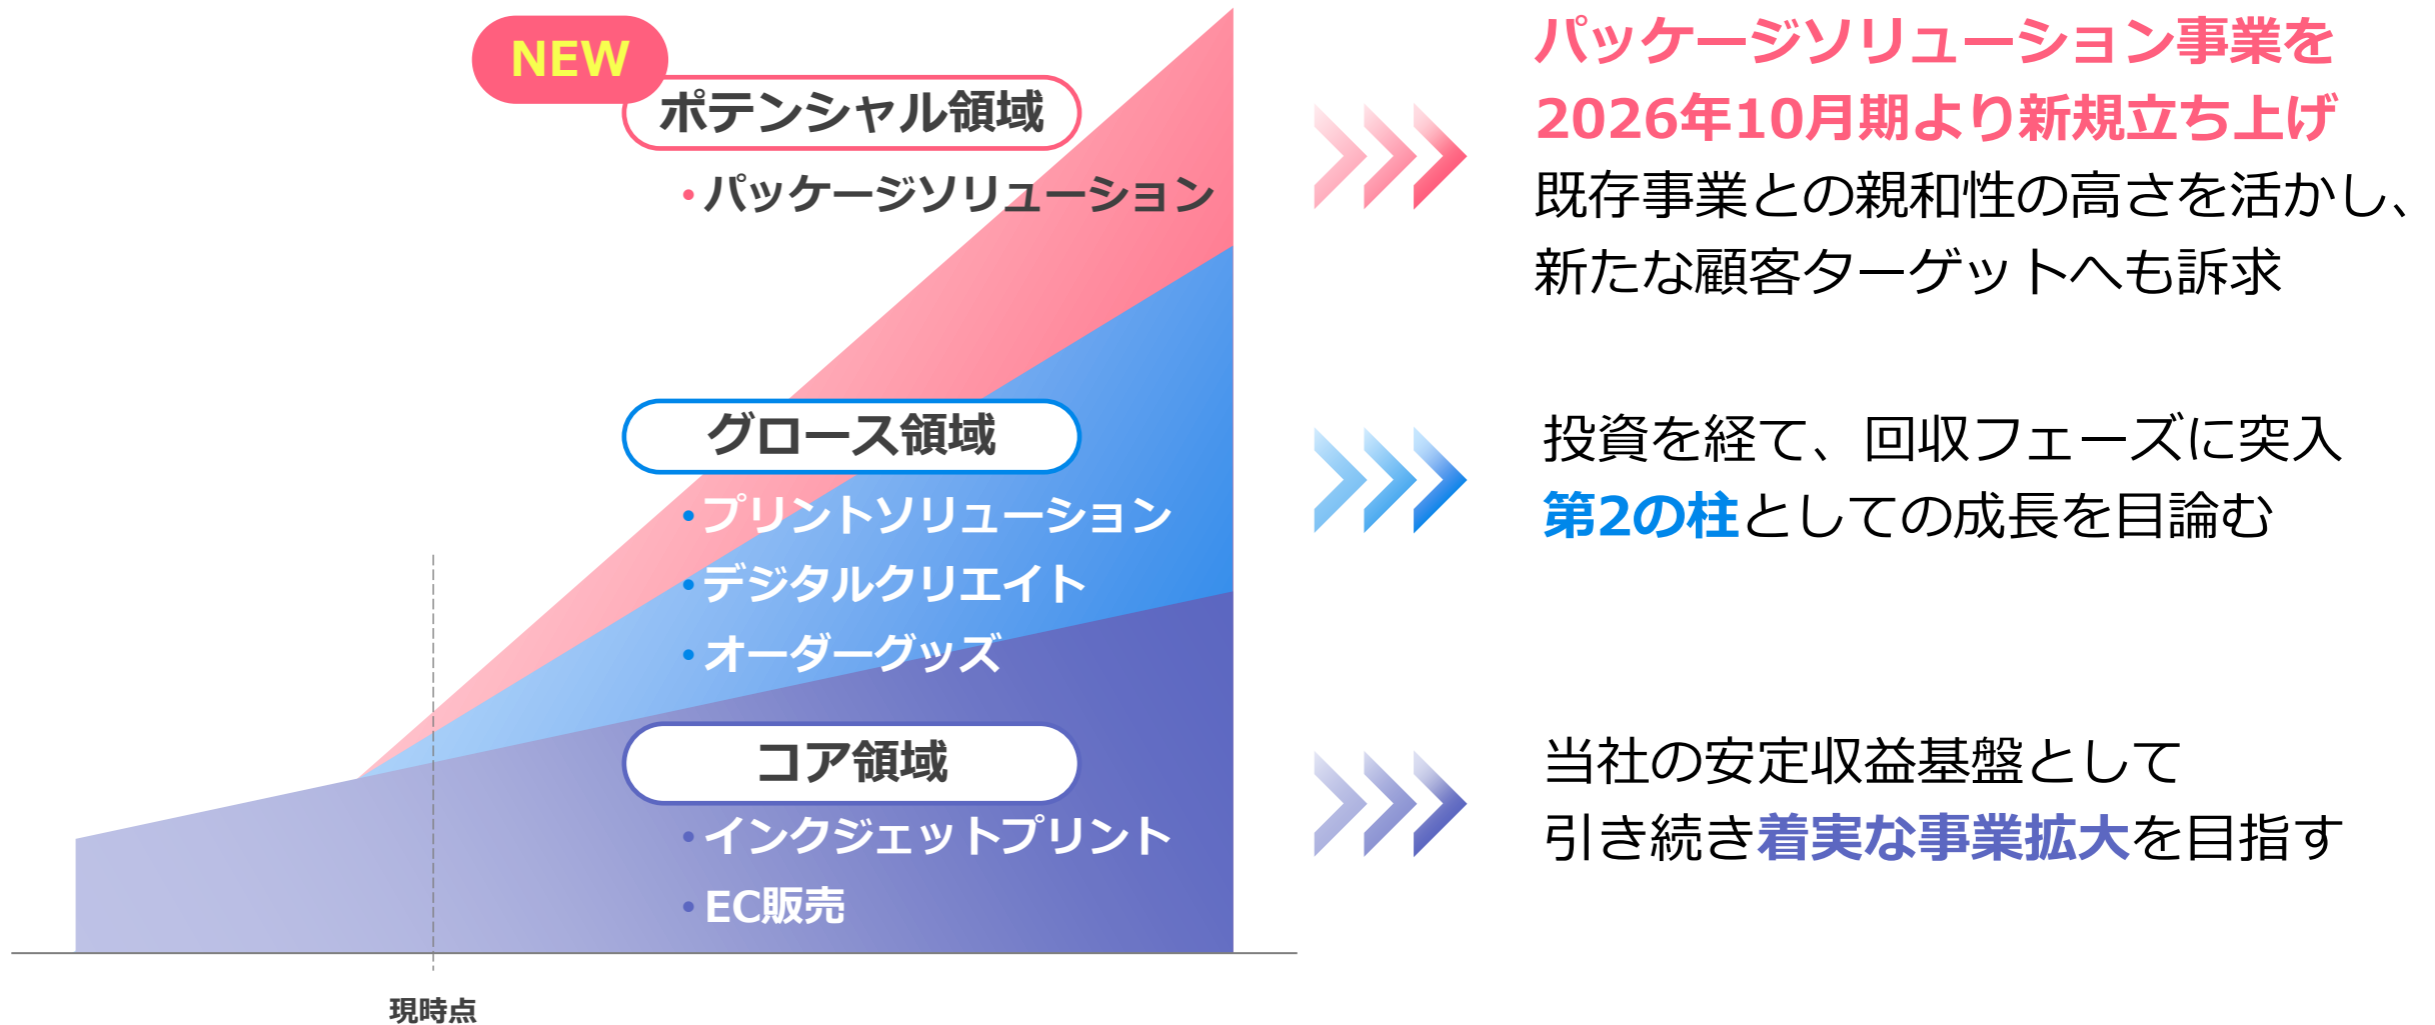 NEW
ポテンシャル領域
・パッケージソリューション
パッケージソリューション事業を
2026年10月期より新規立ち上げ
既存事業との親和性の高さを活かし、
新たな顧客ターゲットへも訴求
グロース領域
・プリントソリューション
・デジタルクリエイト
・オーダーグッズ
投資を経て、回収フェーズに突入
第2の柱としての成長を目論む
コア領域
・インクジェットプリント
・EC販売
当社の安定収益基盤として
引き続き着実な事業拡大を目指す
現時点